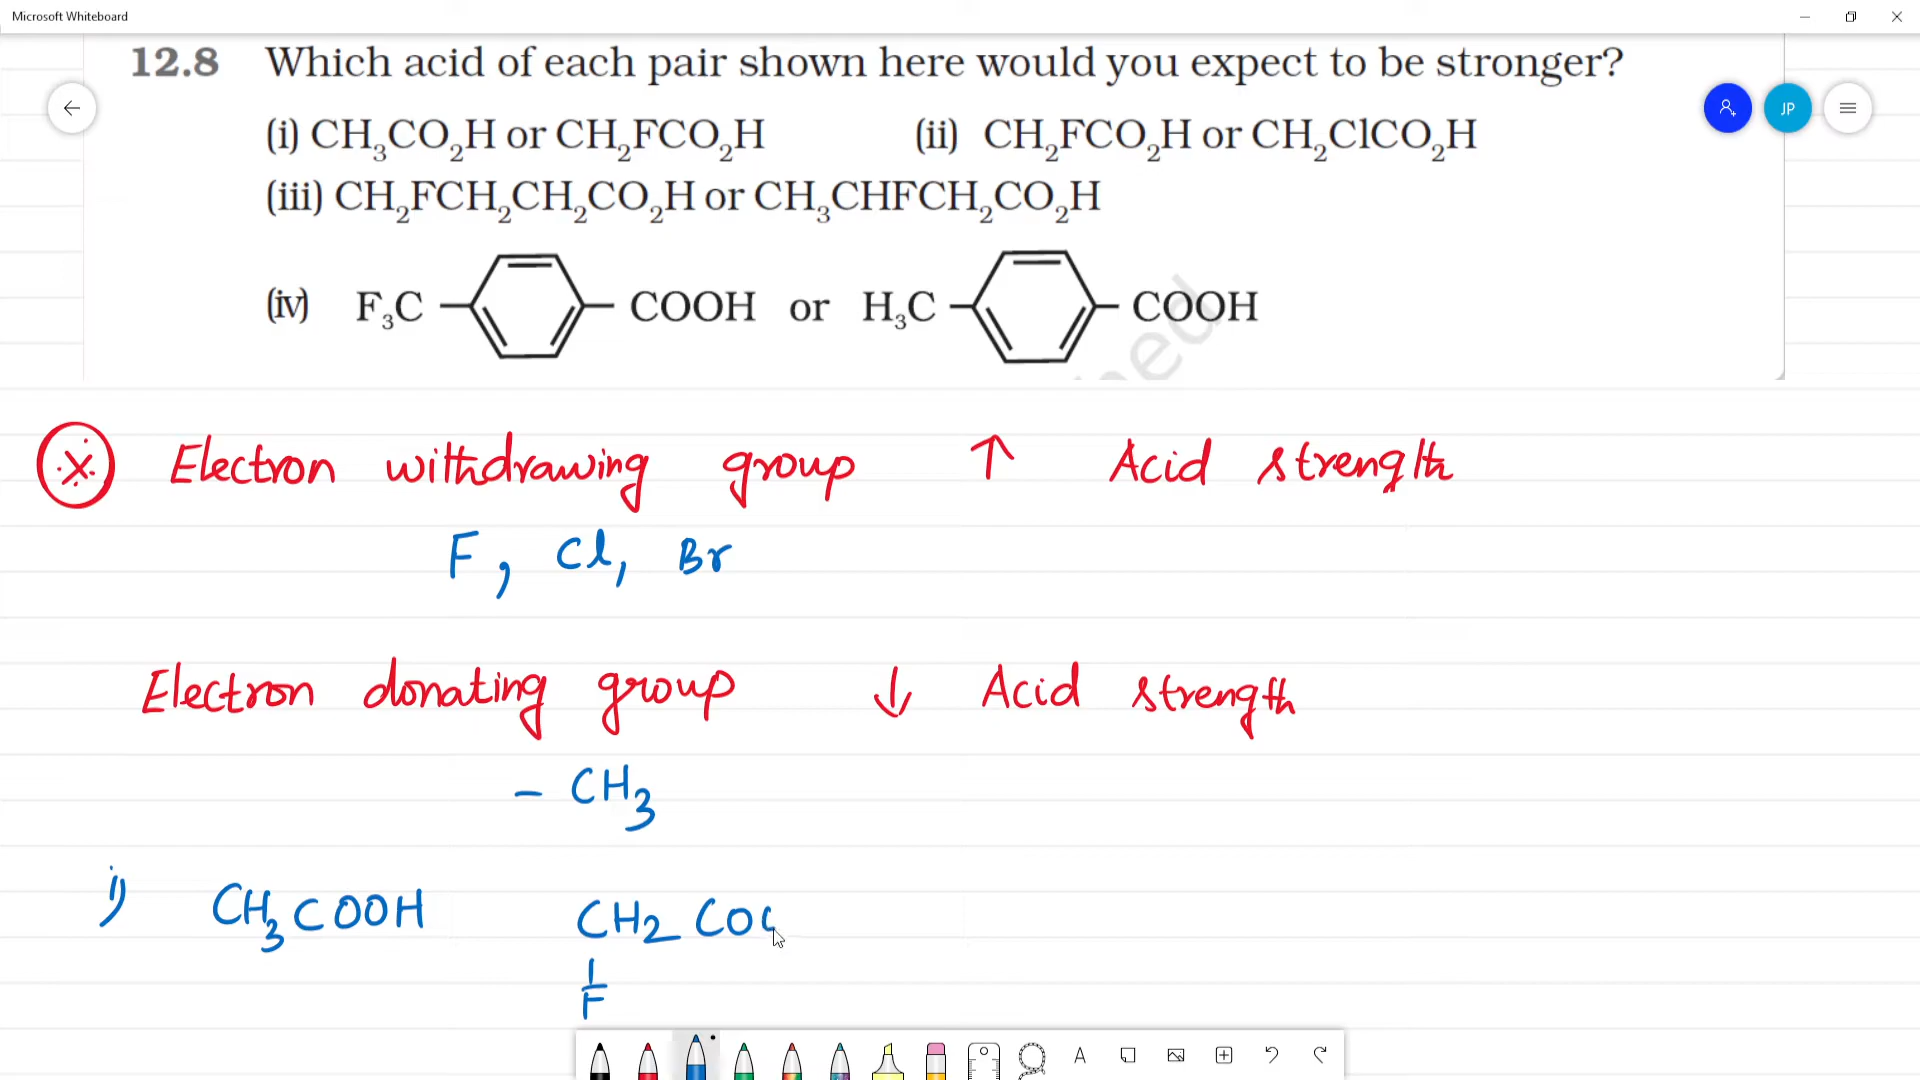 Microsoft Whiteboard
12.8 Which acid of each pair shown here would you expect to be stronger?
(i) CH₃CO₂H or CH₂FCO₂H (ii) CH₂FCO₂H or CH₂ClCO₂H
(iii) CH₂FCH₂CH₂CO₂H or CH₃CHFCH₂CO₂H
(iv) F₃C COOH or H₃C COOH
JP
Electron withdrawing group ↑ Acid strength
F, Cl, Br
Electron donating group ↓ Acid strength
– CH₃
i) CH₃COOH CH₂ CO
F
A